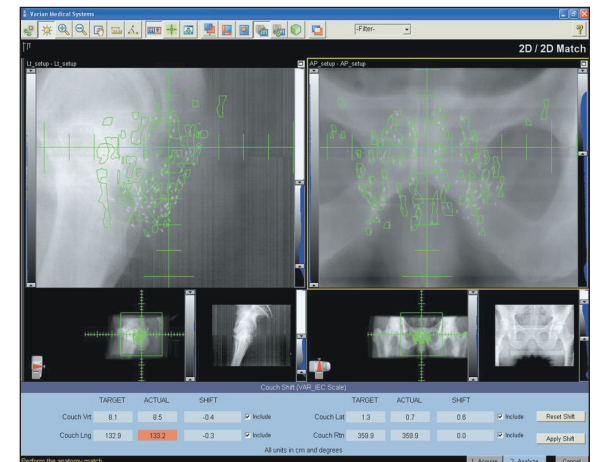 Varian Medical Systems
-Filter-
2D / 2D Match
Lt_setup - Lt_setup
AP_setup - AP_setup
Couch Shift (VAR_IEC Scale)
TARGET ACTUAL SHIFT TARGET ACTUAL SHIFT
Couch Vrt 8.1 8.5 -0.4 Include Couch Lat 1.3 0.7 0.6 Include Reset Shift
Couch Lng 132.9 133.2 -0.3 Include Couch Rtn 359.9 359.9 0.0 Include Apply Shift
All units in cm and degrees
Perform the anatomy match 1. Acquire 2. Analyze Cancel